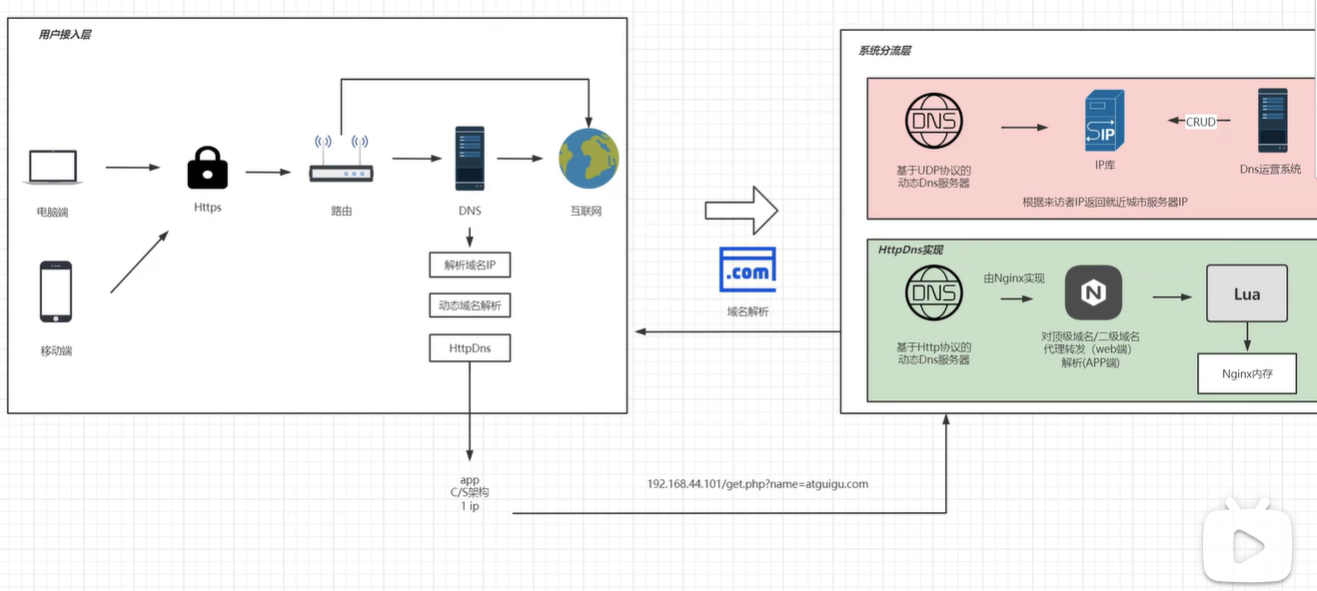 用户接入层
电脑端
Https
路由
DNS
互联网
移动端
解析域名IP
动态域名解析
HttpDns
app
C/S架构
1 ip
192.168.44.101/get.php?name=atguigu.com
.com
域名解析
系统分流层
DNS
基于UDP协议的
动态Dns服务器
IP
IP库
CRUD
Dns运营系统
根据来访者IP返回就近城市服务器IP
HttpDns实现
DNS
基于Http协议的
动态Dns服务器
由Nginx实现
N
对顶级域名/二级域名
代理转发（web端）
解析(APP端)
Lua
Nginx内存